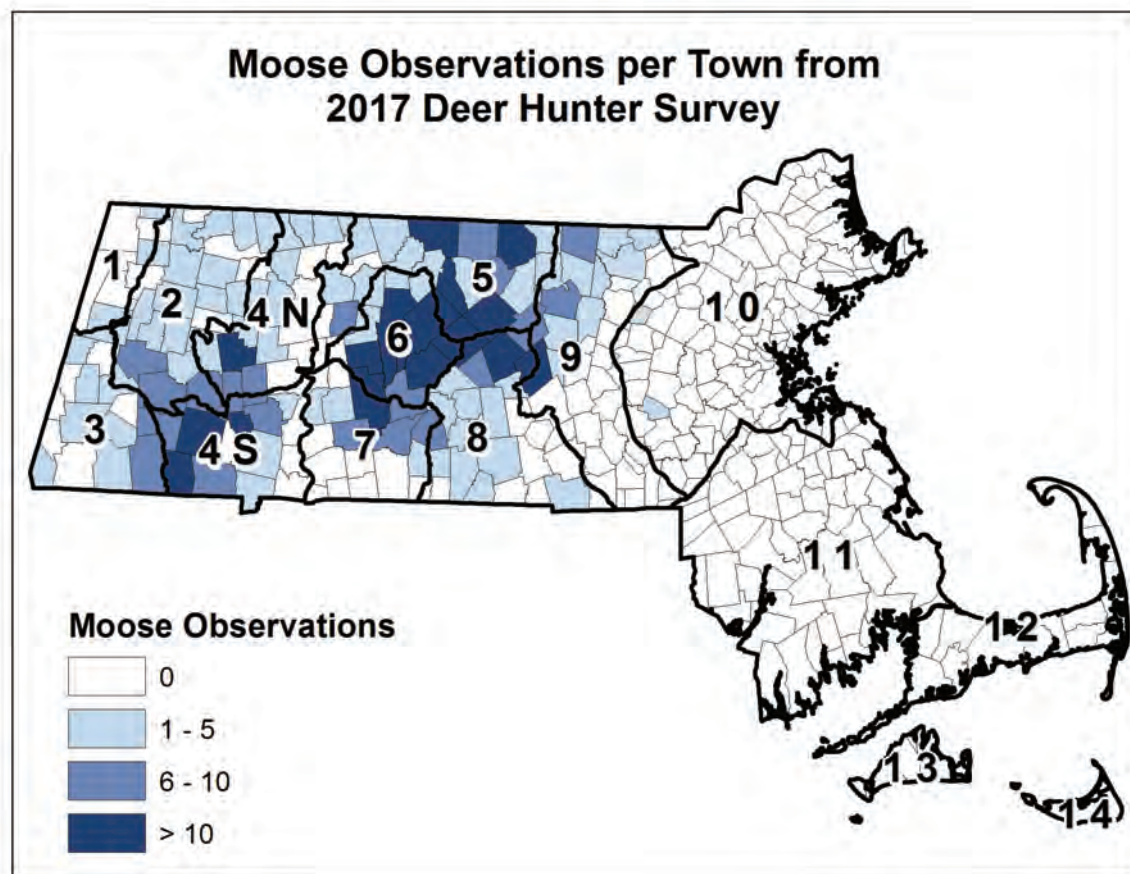 Moose Observations per Town from
2017 Deer Hunter Survey
1
2
4 N
5
6
1 0
9
3
4 S
7
8
1 1
1 2
1 3
1 4
Moose Observations
0
1 - 5
6 - 10
> 10